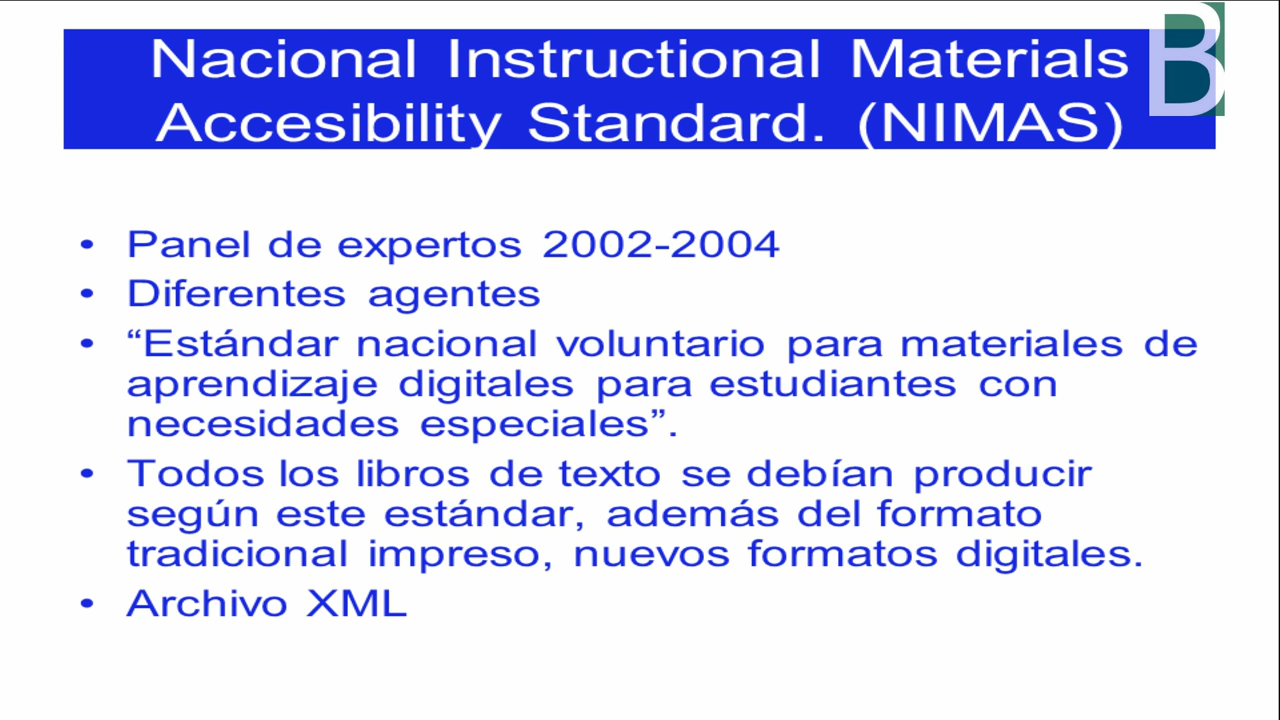 Nacional Instructional Materials
Accesibility Standard. (NIMAS)
B
• Panel de expertos 2002-2004
• Diferentes agentes
• “Estándar nacional voluntario para materiales de
aprendizaje digitales para estudiantes con
necesidades especiales”.
• Todos los libros de texto se debían producir
según este estándar, además del formato
tradicional impreso, nuevos formatos digitales.
• Archivo XML